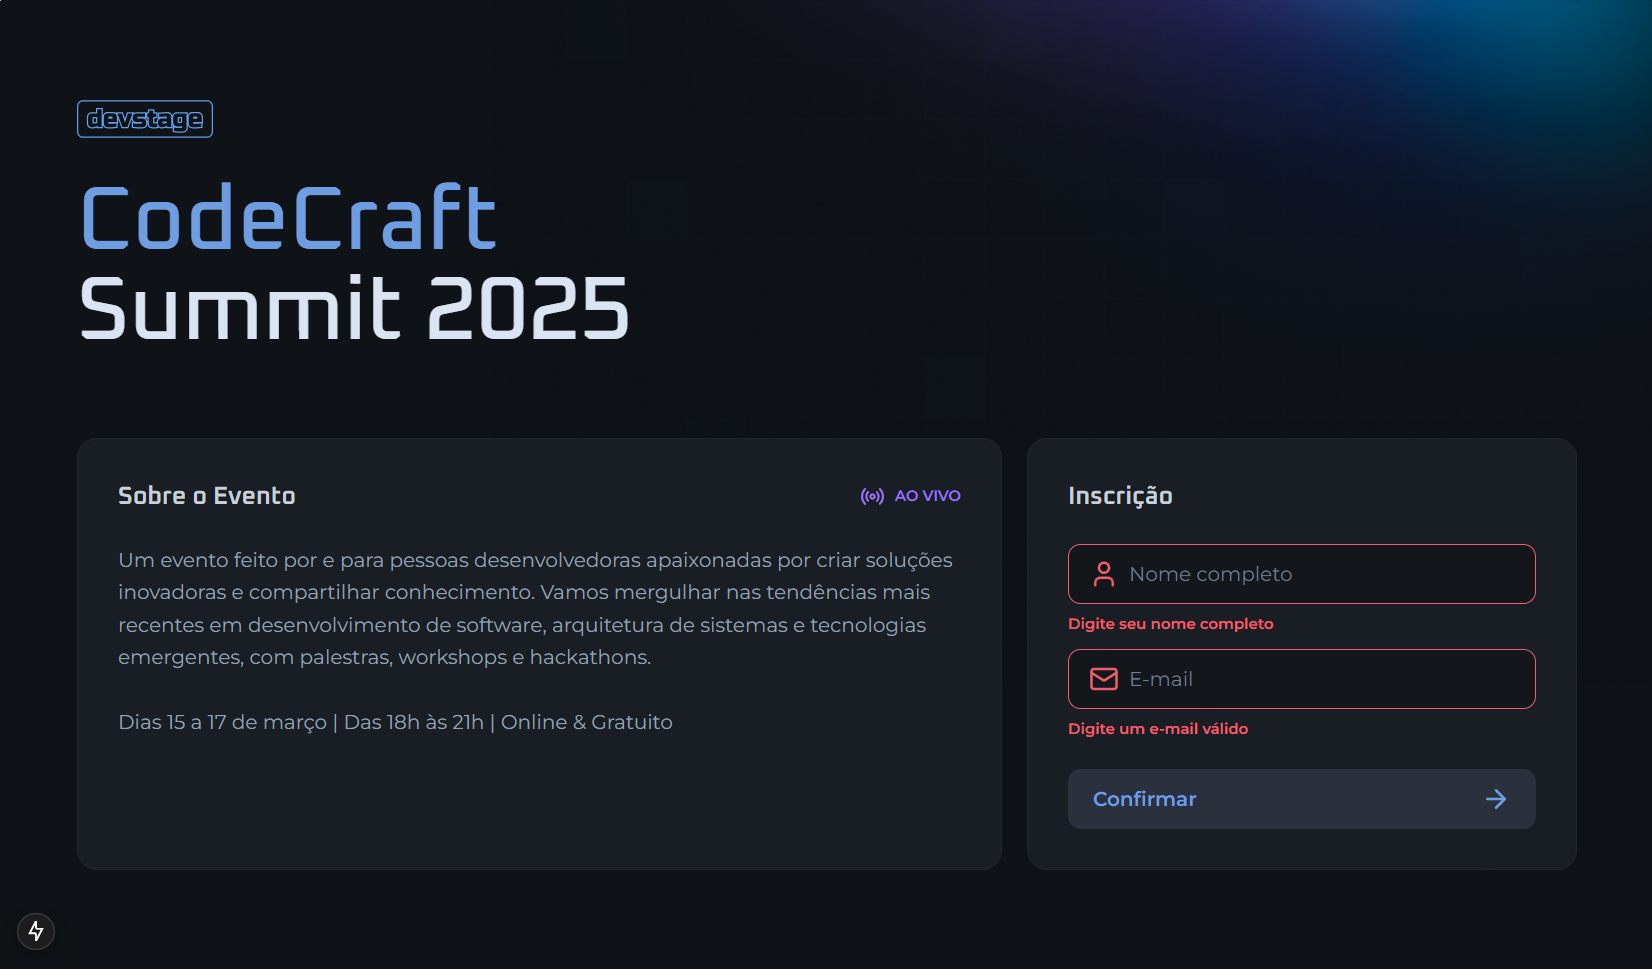 devstage
CodeCraft
Summit 2025
Sobre o Evento
AO VIVO
Um evento feito por e para pessoas desenvolvedoras apaixonadas por criar soluções
inovadoras e compartilhar conhecimento. Vamos mergulhar nas tendências mais
recentes em desenvolvimento de software, arquitetura de sistemas e tecnologias
emergentes, com palestras, workshops e hackathons.
Dias 15 a 17 de março | Das 18h às 21h | Online & Gratuito
Inscrição
Nome completo
Digite seu nome completo
E-mail
Digite um e-mail válido
Confirmar